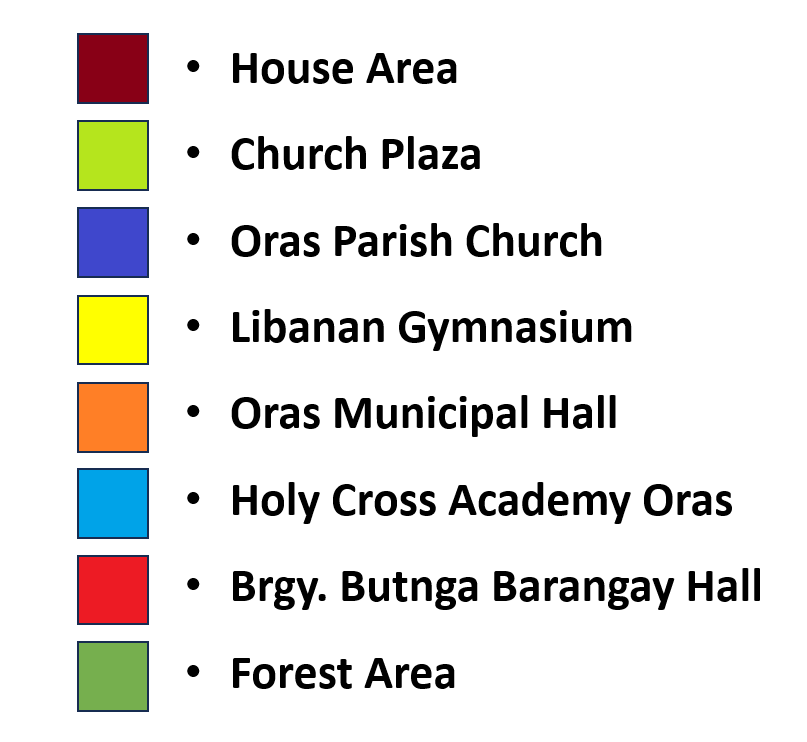 • House Area
• Church Plaza
• Oras Parish Church
• Libanan Gymnasium
• Oras Municipal Hall
• Holy Cross Academy Oras
• Brgy. Butnga Barangay Hall
• Forest Area